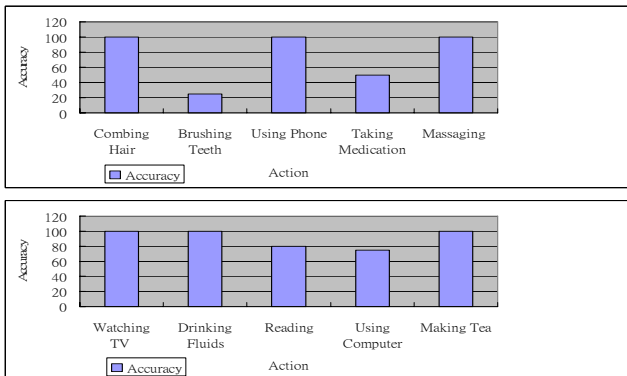 120
100
80
60
40
20
0
Accuracy
Combing Hair
Brushing Teeth
Using Phone
Taking Medication
Massaging
Accuracy
Action
120
100
80
60
40
20
0
Accuracy
Watching TV
Drinking Fluids
Reading
Using Computer
Making Tea
Accuracy
Action